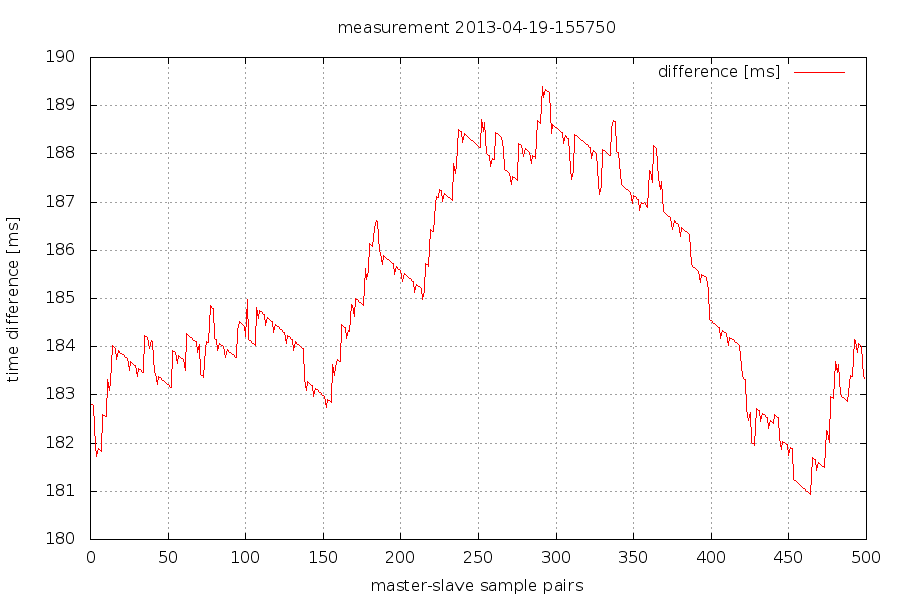 measurement 2013-04-19-155750
difference [ms]
time difference [ms]
190
189
188
187
186
185
184
183
182
181
180
0 50 100 150 200 250 300 350 400 450 500
master-slave sample pairs